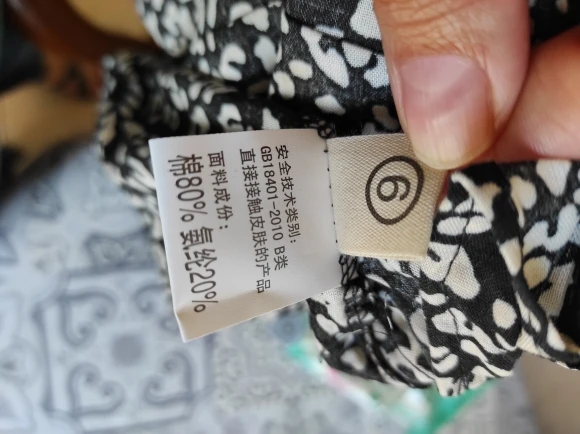 6
安全技术类别：
GB18401-2010 B类
直接接触皮肤的产品
面料成份：
棉80% 氨纶20%